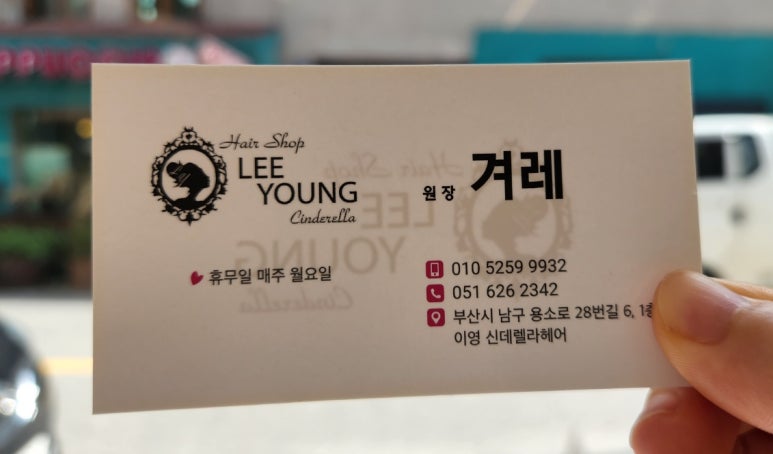 Hair Shop
LEE
YOUNG
Cinderella
원장 겨레
휴무일 매주 월요일
010 5259 9932
051 626 2342
부산시 남구 용소로 28번길 6, 1층
이영 신데렐라헤어